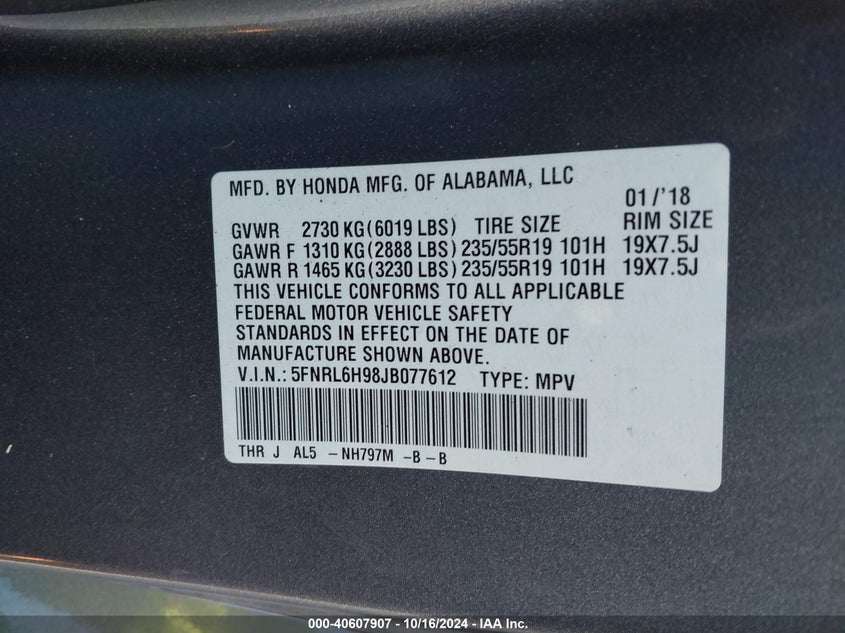 MFD. BY HONDA MFG. OF ALABAMA, LLC
01/'18
GVWR 2730 KG(6019 LBS) TIRE SIZE RIM SIZE
GAWR F 1310 KG(2888 LBS) 235/55R19 101H 19X7.5J
GAWR R 1465 KG(3230 LBS) 235/55R19 101H 19X7.5J
THIS VEHICLE CONFORMS TO ALL APPLICABLE
FEDERAL MOTOR VEHICLE SAFETY
STANDARDS IN EFFECT ON THE DATE OF
MANUFACTURE SHOWN ABOVE.
V.I.N.: 5FNRL6H98JB077612 TYPE: MPV
THR J AL5 -NH797M -B-B
000-40607907 - 10/16/2024 - IAA Inc.